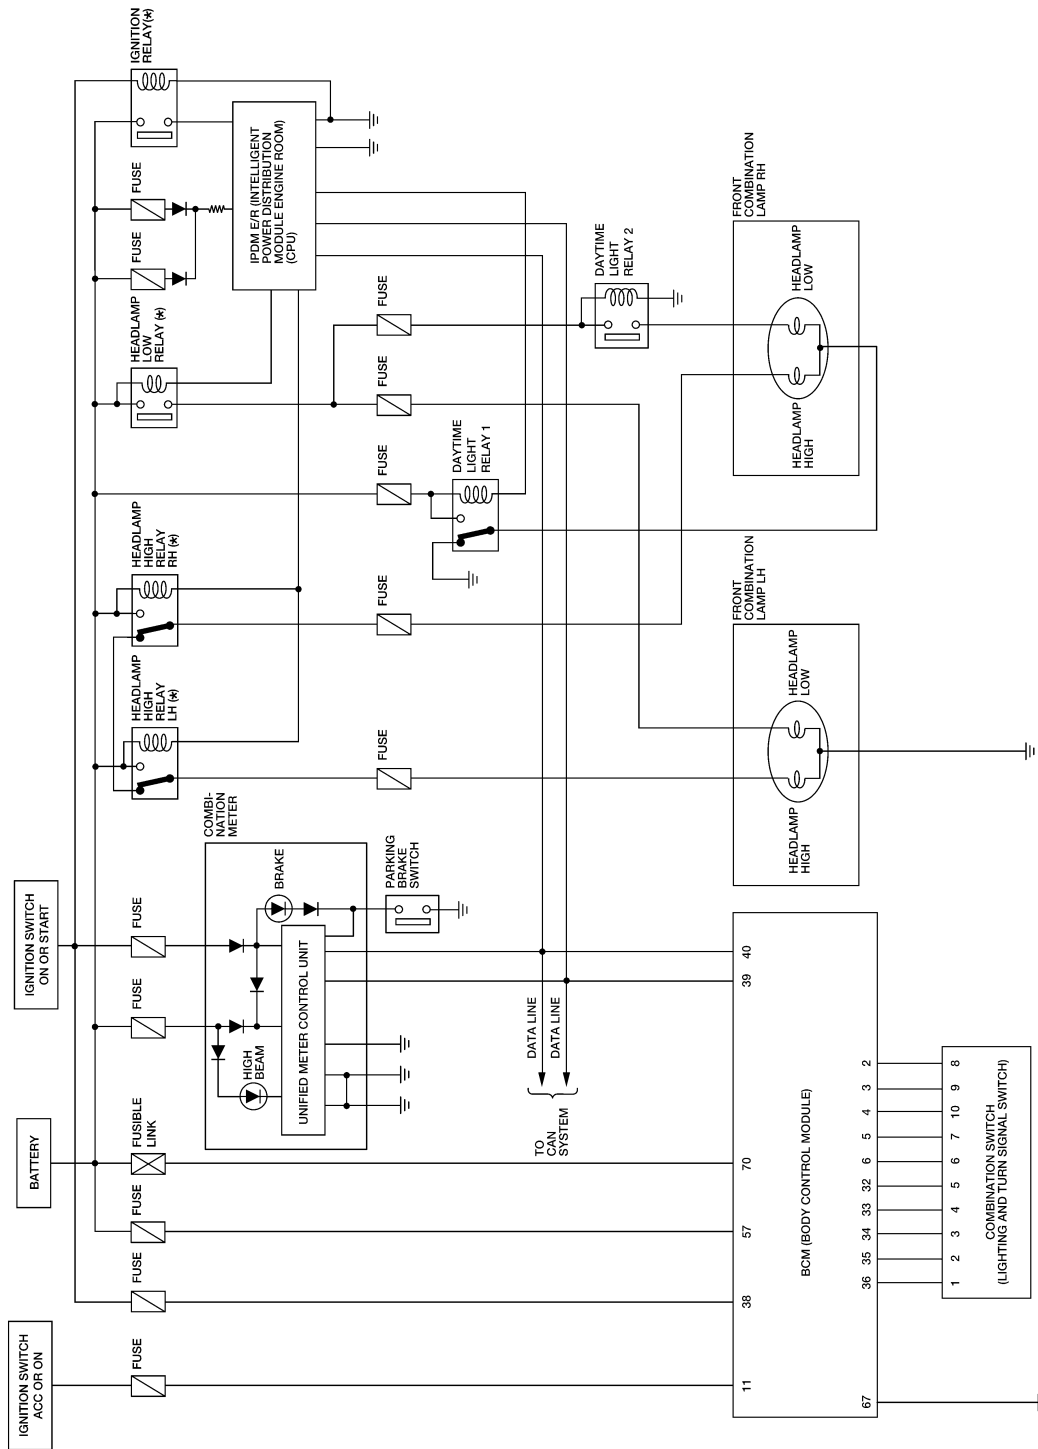 IGNITION SWITCH
ACC OR ON
BATTERY
IGNITION SWITCH
ON OR START
FUSE
FUSE
FUSE
FUSIBLE
LINK
FUSE
FUSE
HEADLAMP
HIGH
RELAY
LH (*)
HEADLAMP
HIGH
RELAY
RH (*)
HEADLAMP
LOW
RELAY (*)
FUSE
FUSE
IGNITION
RELAY(*)
COMBI-
NATION
METER
HIGH
BEAM
BRAKE
UNIFIED METER CONTROL UNIT
IPDM E/R (INTELLIGENT
POWER DISTRIBUTION
MODULE ENGINE ROOM)
(CPU)
PARKING
BRAKE
SWITCH
FUSE
FUSE
FUSE
FUSE
FUSE
DAYTIME
LIGHT
RELAY 1
DAYTIME
LIGHT
RELAY 2
TO
CAN
SYSTEM
DATA LINE
DATA LINE
FRONT
COMBINATION
LAMP LH
FRONT
COMBINATION
LAMP RH
11
38
57
70
39
40
HEADLAMP
HIGH
HEADLAMP
LOW
HEADLAMP
HIGH
HEADLAMP
LOW
BCM (BODY CONTROL MODULE)
67
36
35
34
33
32
6
5
4
3
2
1
2
3
4
5
6
7
10
9
8
COMBINATION SWITCH
(LIGHTING AND TURN SIGNAL SWITCH)